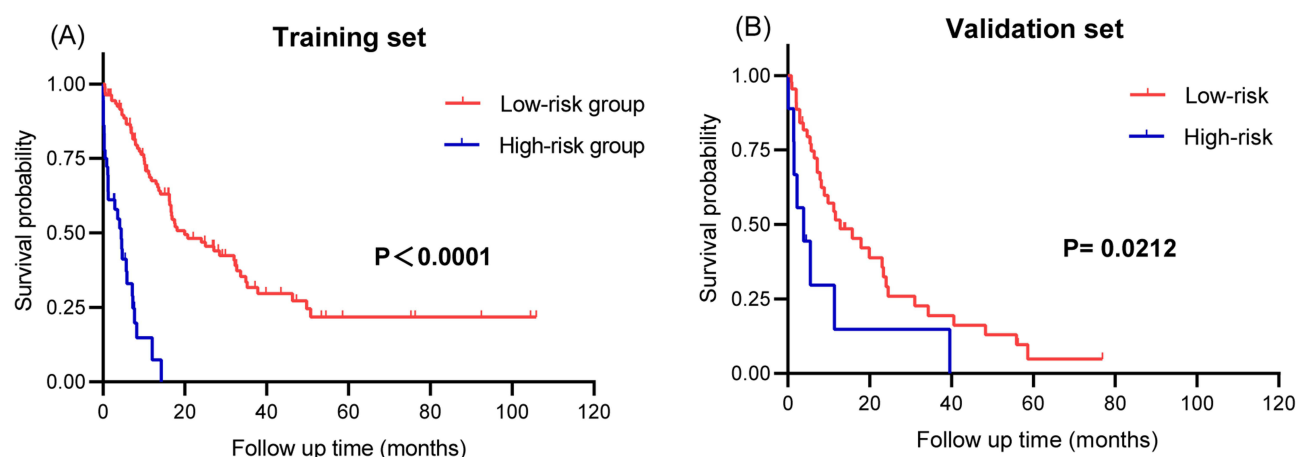 (A)
Training set
Survival probability
1.00
0.75
0.50
0.25
0.00
Low-risk group
High-risk group
P＜0.0001
0 20 40 60 80 100 120
Follow up time (months)
(B)
Validation set
Survival probability
1.00
0.75
0.50
0.25
0.00
Low-risk
High-risk
P= 0.0212
0 20 40 60 80 100 120
Follow up time (months)